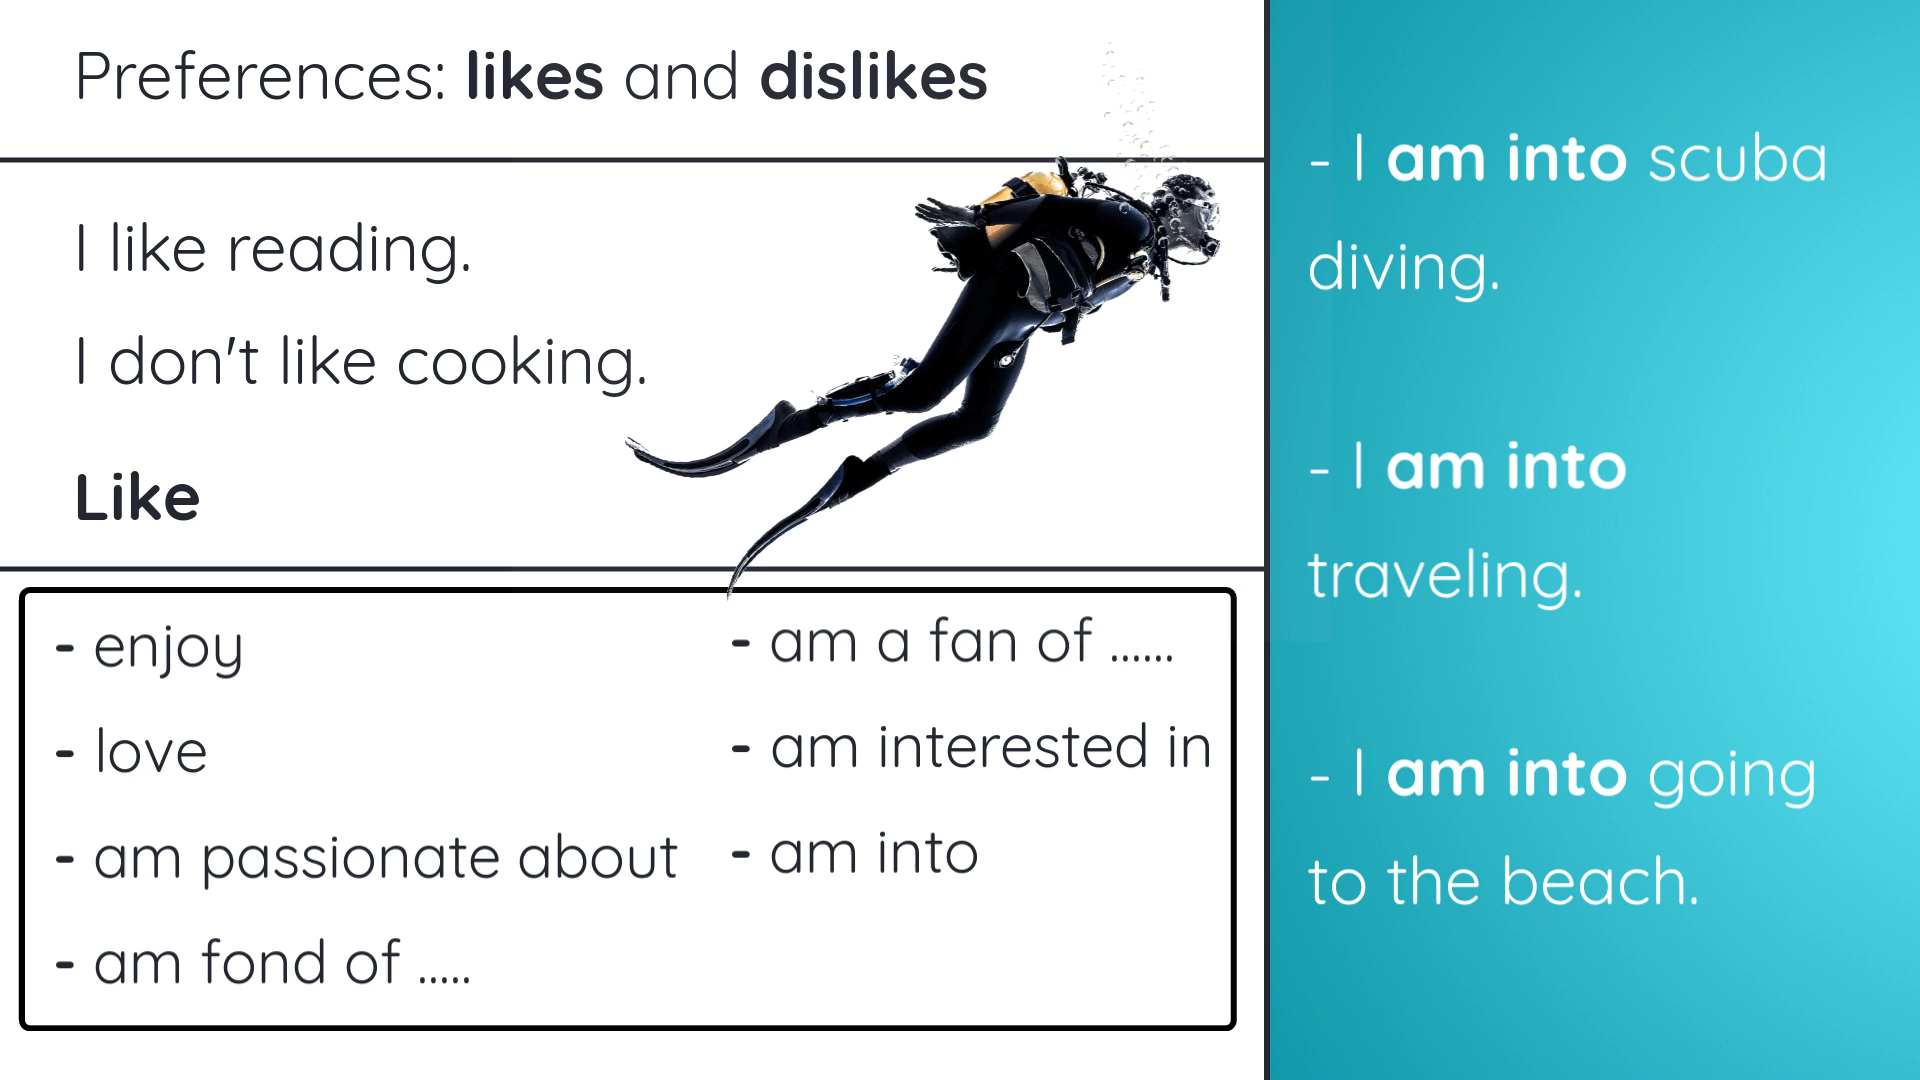 Preferences: likes and dislikes
I like reading.
I don't like cooking.
Like
- enjoy
- love
- am passionate about
- am fond of .....
- am a fan of ......
- am interested in
- am into
- I am into scuba
diving.
- I am into
traveling.
- I am into going
to the beach.